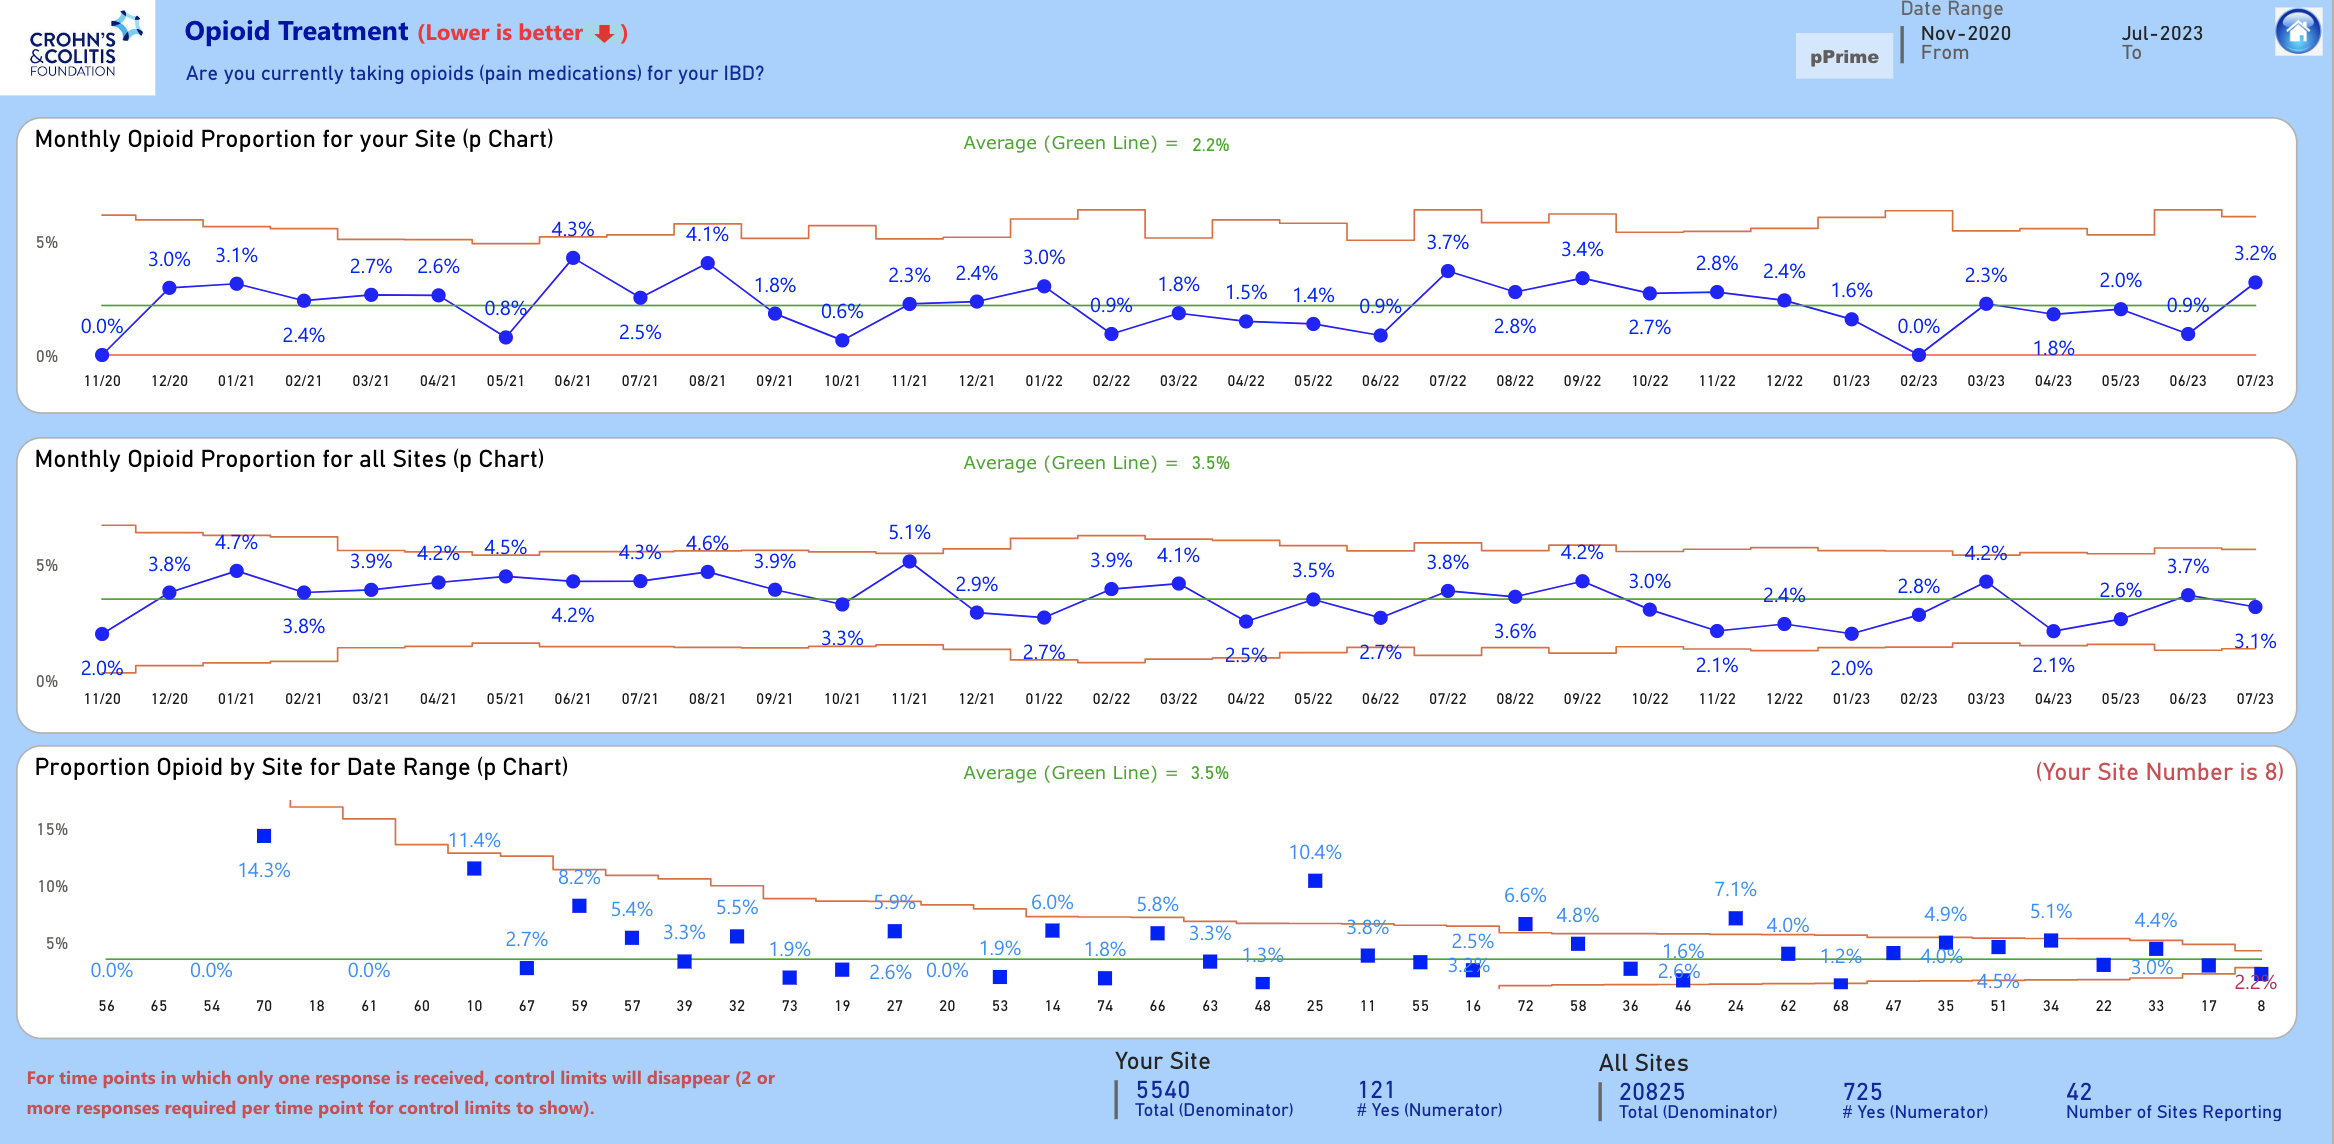 CROHN'S
&COLITIS
FOUNDATION
Opioid Treatment (Lower is better )
Are you currently taking opioids (pain medications) for your IBD?
pPrime
Date Range
Nov-2020 Jul-2023
From To
Monthly Opioid Proportion for your Site (p Chart)
Average (Green Line) = 2.2%
5%
0%
0.0% 3.0% 3.1% 2.4% 2.7% 2.6% 0.8% 4.3% 2.5% 4.1% 1.8% 0.6% 2.3% 2.4% 3.0% 0.9% 1.8% 1.5% 1.4% 0.9% 3.7% 2.8% 3.4% 2.7% 2.8% 2.4% 1.6% 0.0% 2.3% 1.8% 2.0% 0.9% 3.2%
11/20 12/20 01/21 02/21 03/21 04/21 05/21 06/21 07/21 08/21 09/21 10/21 11/21 12/21 01/22 02/22 03/22 04/22 05/22 06/22 07/22 08/22 09/22 10/22 11/22 12/22 01/23 02/23 03/23 04/23 05/23 06/23 07/23
Monthly Opioid Proportion for all Sites (p Chart)
Average (Green Line) = 3.5%
5%
0%
2.0% 3.8% 4.7% 3.8% 3.9% 4.2% 4.5% 4.2% 4.3% 4.6% 3.9% 3.3% 5.1% 2.9% 2.7% 3.9% 4.1% 2.5% 3.5% 2.7% 3.8% 3.6% 4.2% 3.0% 2.1% 2.4% 2.0% 2.8% 4.2% 2.1% 2.6% 3.7% 3.1%
11/20 12/20 01/21 02/21 03/21 04/21 05/21 06/21 07/21 08/21 09/21 10/21 11/21 12/21 01/22 02/22 03/22 04/22 05/22 06/22 07/22 08/22 09/22 10/22 11/22 12/22 01/23 02/23 03/23 04/23 05/23 06/23 07/23
Proportion Opioid by Site for Date Range (p Chart)
Average (Green Line) = 3.5%
(Your Site Number is 8)
15%
10%
5%
0.0% 0.0% 14.3% 0.0% 11.4% 2.7% 8.2% 5.4% 3.3% 5.5% 1.9% 2.6% 5.9% 0.0% 1.9% 6.0% 1.8% 5.8% 3.3% 1.3% 10.4% 3.8% 3.2% 2.5% 6.6% 4.8% 2.6% 1.6% 7.1% 4.0% 1.2% 4.0% 4.9% 4.5% 5.1% 3.0% 4.4% 2.2%
56 65 54 70 18 61 60 10 67 59 57 39 32 73 19 27 20 53 14 74 66 63 48 25 11 55 16 72 58 36 46 24 62 68 47 35 51 34 22 33 17 8
For time points in which only one response is received, control limits will disappear (2 or
more responses required per time point for control limits to show).
Your Site
5540 121
Total (Denominator) # Yes (Numerator)
All Sites
20825 725 42
Total (Denominator) # Yes (Numerator) Number of Sites Reporting